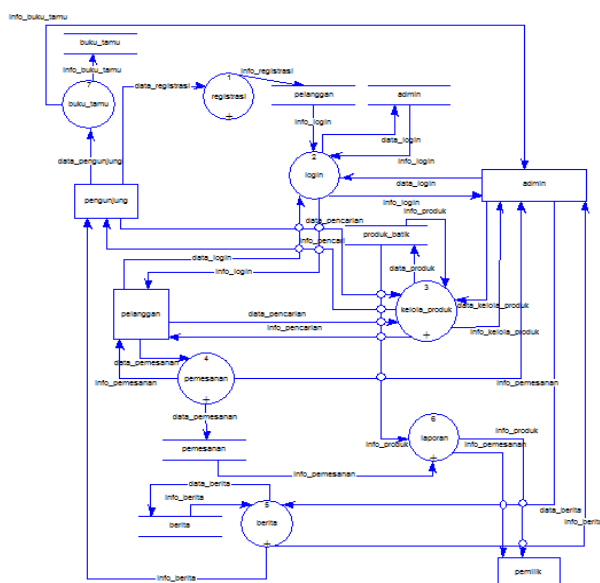 info_buku_tamu
buku_tamu
info_buku_tamu
7
buku_tamu
data_registrasi
1
registrasi
+
info_registrasi
pelanggan
admin
info_login
data_login
info_login
2
login
data_pengunjung
data_login
info_login
admin
pengunjung
data_pencarian
info_pencari
info_produk
produk_batik
data_produk
data_login
info_login
3
kelola_produk
+
data_kelola_produk
info_kelola_produk
pelanggan
data_pencarian
info_pencarian
data_pemesanan
info_pemesanan
4
pemesanan
+
info_pemesanan
data_pemesanan
pemesanan
info_pemesanan
info_produk
6
laporan
+
info_produk
info_pemesanan
data_berita
info_berita
berita
5
berita
+
data_berita
info_be
info_berita
pemilik